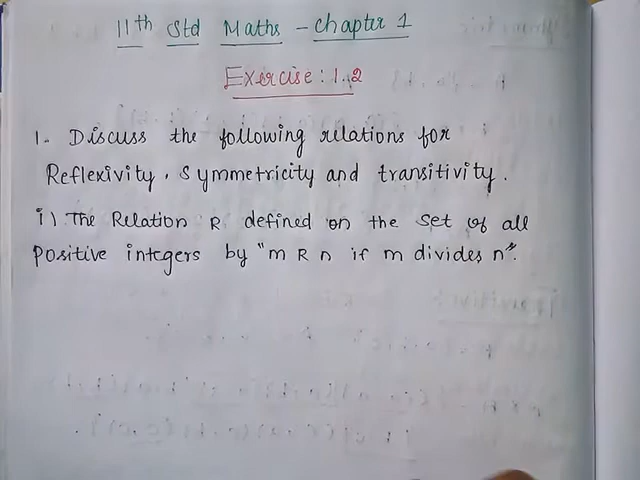 11th Std Maths - Chapter 1
Exercise: 1.2
1. Discuss the following relations for
Reflexivity, Symmetricity and transitivity.
i) The Relation R defined on the set of all
Positive integers by "m R n if m divides n".